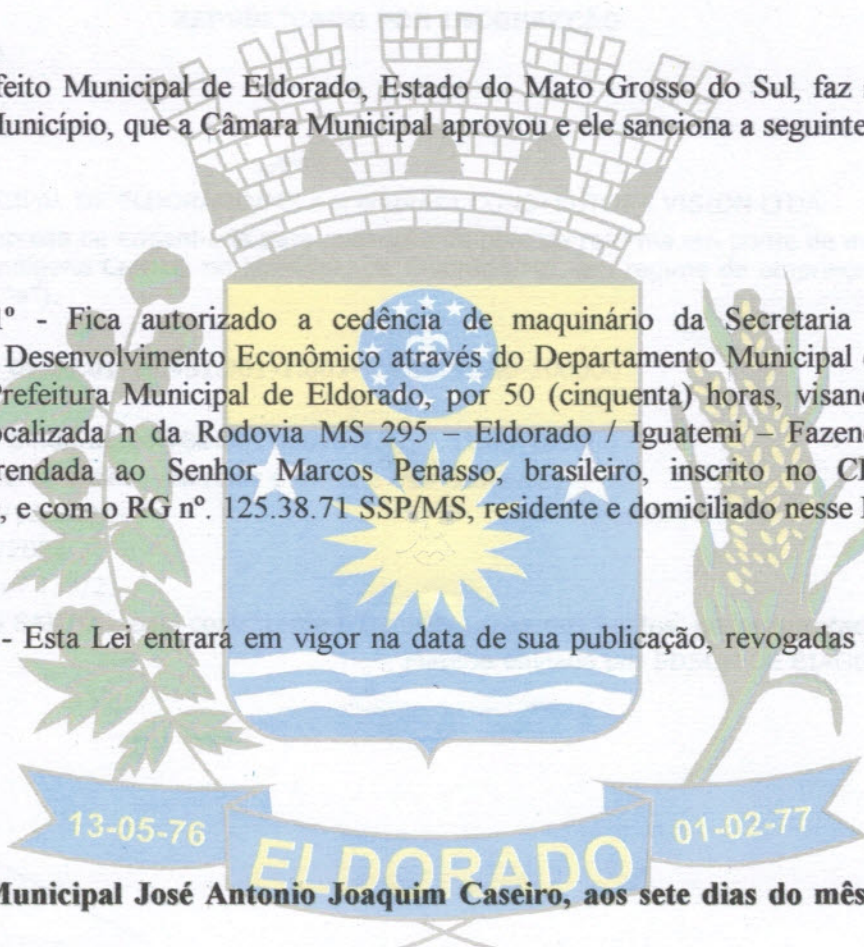 feito Municipal de Eldorado, Estado do Mato Grosso do Sul, faz
Município, que a Câmara Municipal aprovou e ele sanciona a seguinte
1º - Fica autorizado a cedência de maquinário da Secretaria
Desenvolvimento Econômico através do Departamento Municipal
Prefeitura Municipal de Eldorado, por 50 (cinquenta) horas,
localizada n da Rodovia MS 295 – Eldorado / Iguatemi –
ao Senhor Marcos Penasso, brasileiro, inscrito no
, e com o RG nº. 125.38.71 SSP/MS, residente e domiciliado nesse
- Esta Lei entrará em vigor na data de sua publicação, revogadas
13-05-76
01-02-77
ELDORADO
Municipal José Antonio Joaquim Caseiro, aos sete dias do mês